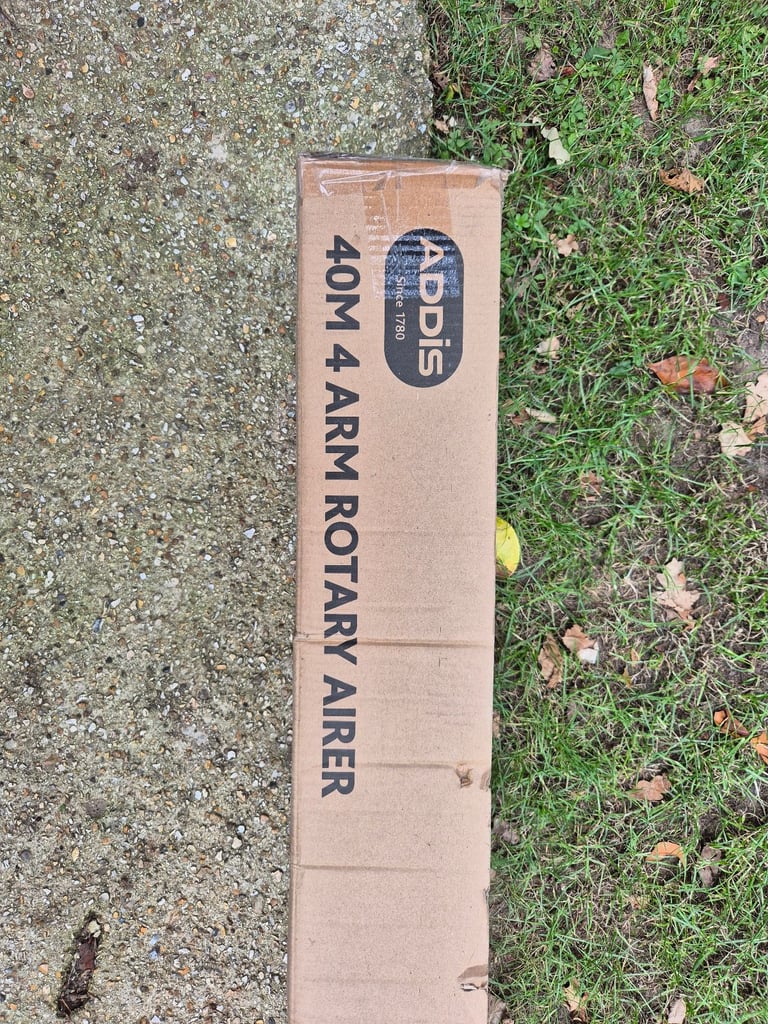 ADDiS
Since 1780
40M 4 ARM ROTARY AIRER